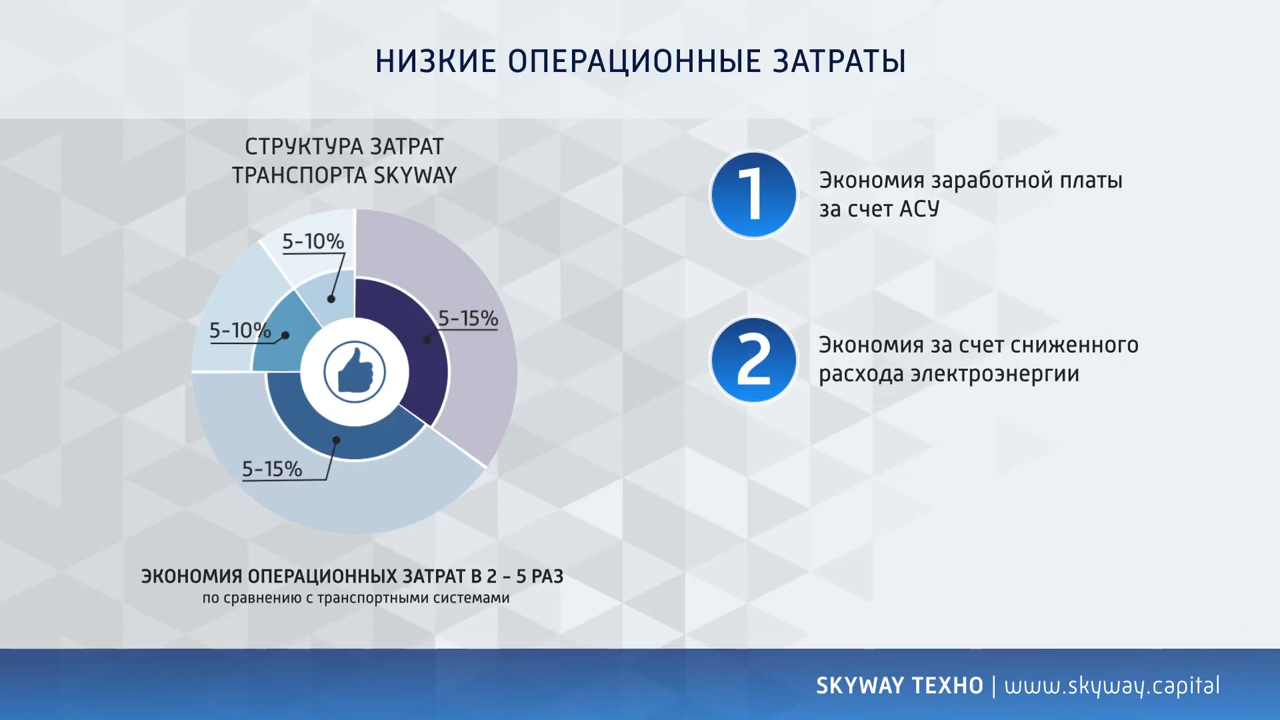 НИЗКИЕ ОПЕРАЦИОННЫЕ ЗАТРАТЫ
СТРУКТУРА ЗАТРАТ
ТРАНСПОРТА SKYWAY
5-10%
5-15%
5-10%
5-15%
ЭКОНОМИЯ ОПЕРАЦИОННЫХ ЗАТРАТ В 2 - 5 РАЗ
по сравнению с транспортными системами
1
Экономия заработной платы
за счет АСУ
2
Экономия за счет сниженного
расхода электроэнергии
SKYWAY ТЕХНО | www.skyway.capital